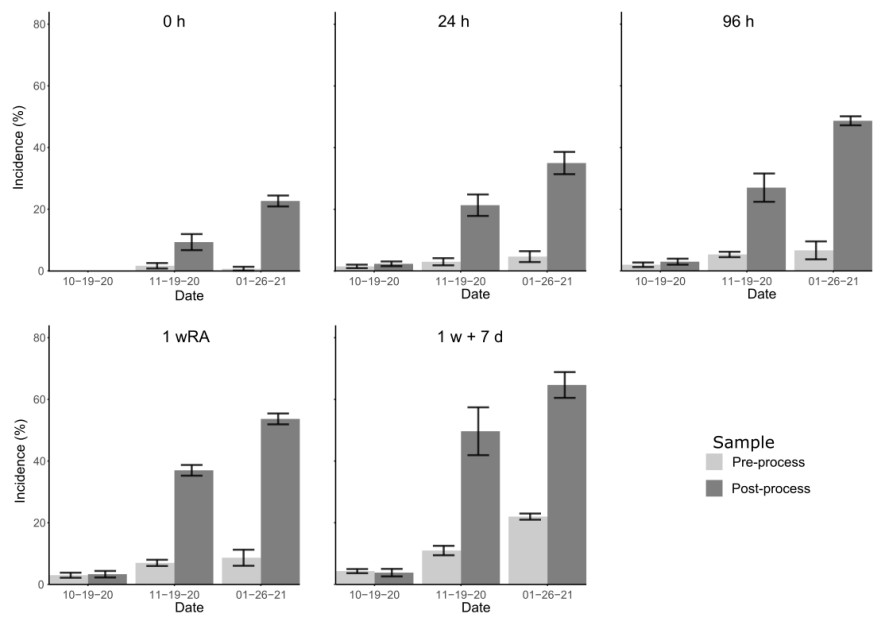 0 h
24 h
96 h
Incidence (%)
80
60
40
20
0
10−19−20 11−19−20 01−26−21
Date
10−19−20 11−19−20 01−26−21
Date
10−19−20 11−19−20 01−26−21
Date
1 wRA
1 w + 7 d
Incidence (%)
80
60
40
20
0
10−19−20 11−19−20 01−26−21
Date
10−19−20 11−19−20 01−26−21
Date
Sample
Pre-process
Post-process